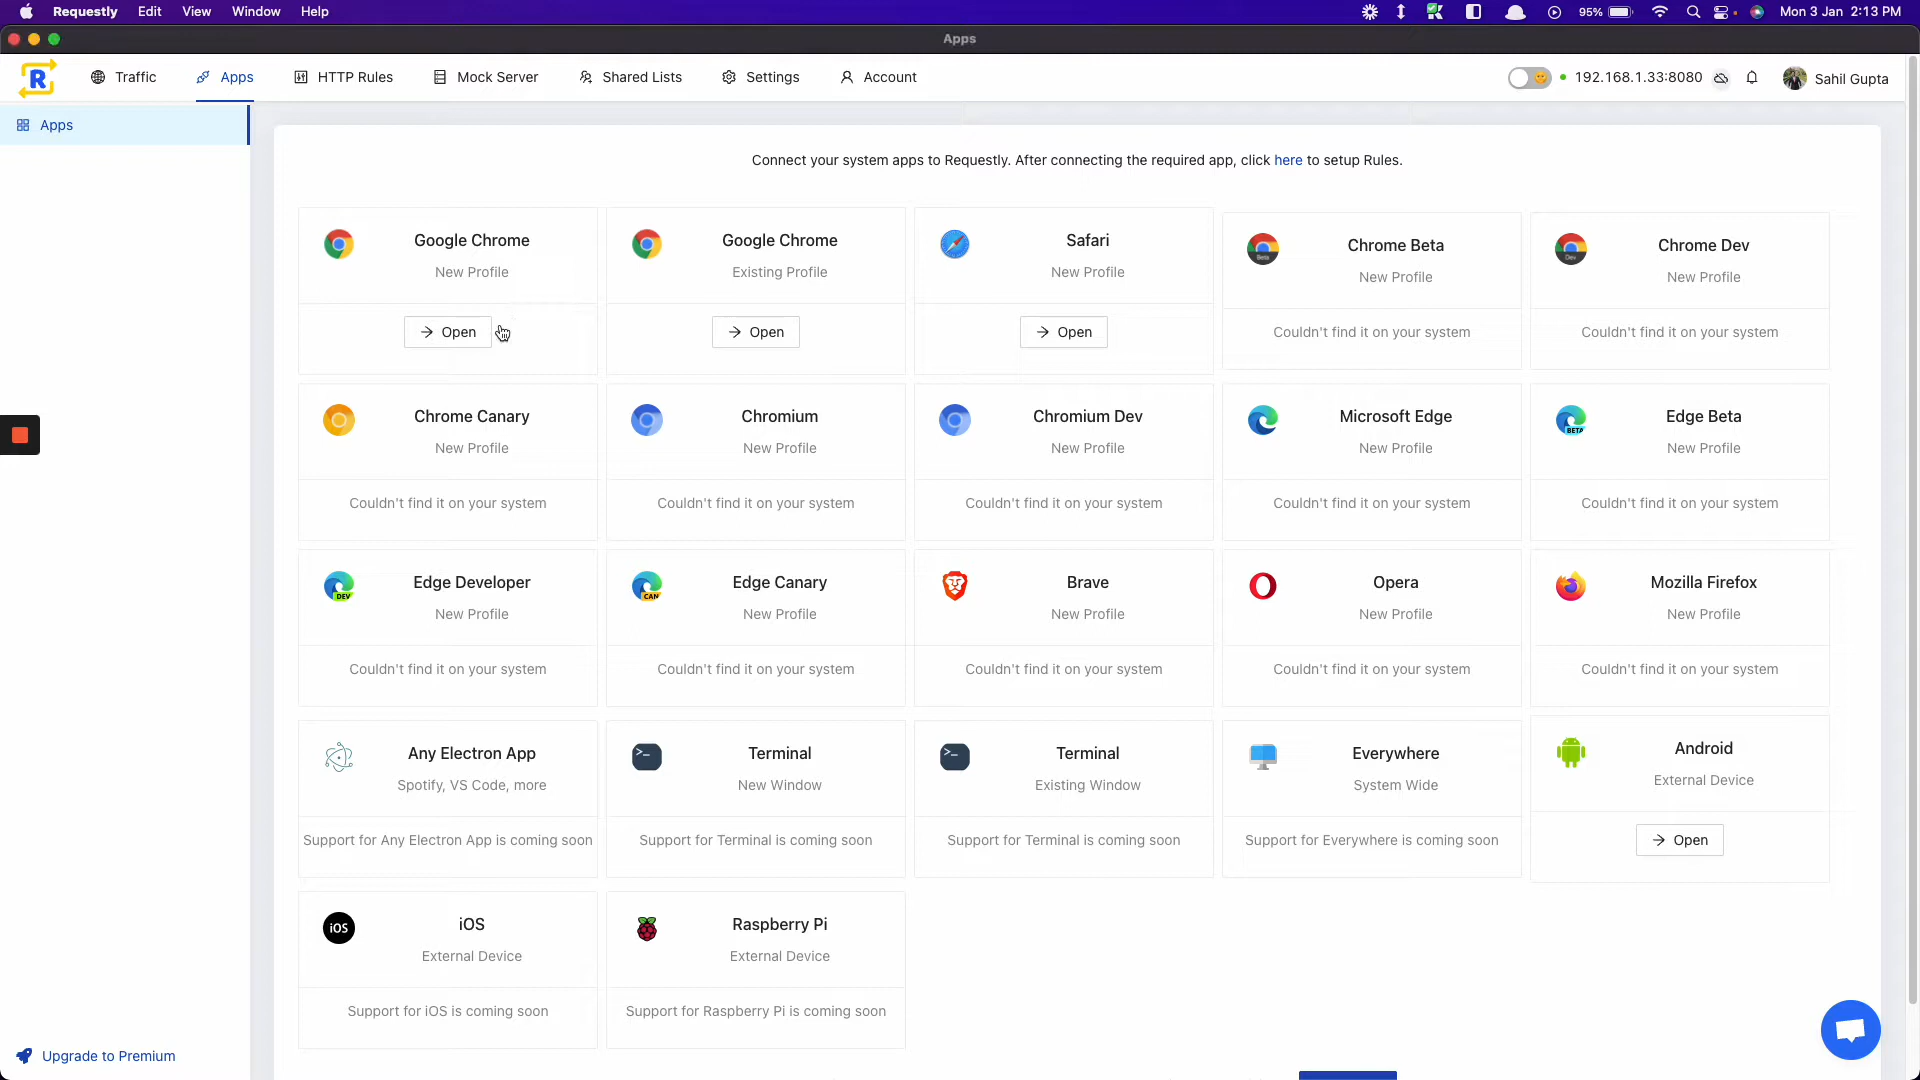 Requestly Edit View Window Help 95% Mon 3 Jan 2:13 PM
Apps
R Traffic Apps HTTP Rules Mock Server Shared Lists Settings Account 192.168.1.33:8080 Sahil Gupta
Apps
Connect your system apps to Requestly. After connecting the required app, click here to setup Rules.
Google Chrome
New Profile
Open
Google Chrome
Existing Profile
Open
Safari
New Profile
Open
Beta
Chrome Beta
New Profile
Couldn't find it on your system
Dev
Chrome Dev
New Profile
Couldn't find it on your system
Chrome Canary
New Profile
Couldn't find it on your system
Chromium
New Profile
Couldn't find it on your system
Chromium Dev
New Profile
Couldn't find it on your system
Microsoft Edge
New Profile
Couldn't find it on your system
BETA
Edge Beta
New Profile
Couldn't find it on your system
DEV
Edge Developer
New Profile
Couldn't find it on your system
CAN
Edge Canary
New Profile
Couldn't find it on your system
Brave
New Profile
Couldn't find it on your system
Opera
New Profile
Couldn't find it on your system
Mozilla Firefox
New Profile
Couldn't find it on your system
Any Electron App
Spotify, VS Code, more
Support for Any Electron App is coming soon
Terminal
New Window
Support for Terminal is coming soon
Terminal
Existing Window
Support for Terminal is coming soon
Everywhere
System Wide
Support for Everywhere is coming soon
Android
External Device
Open
iOS
iOS
External Device
Support for iOS is coming soon
Raspberry Pi
External Device
Support for Raspberry Pi is coming soon
Upgrade to Premium